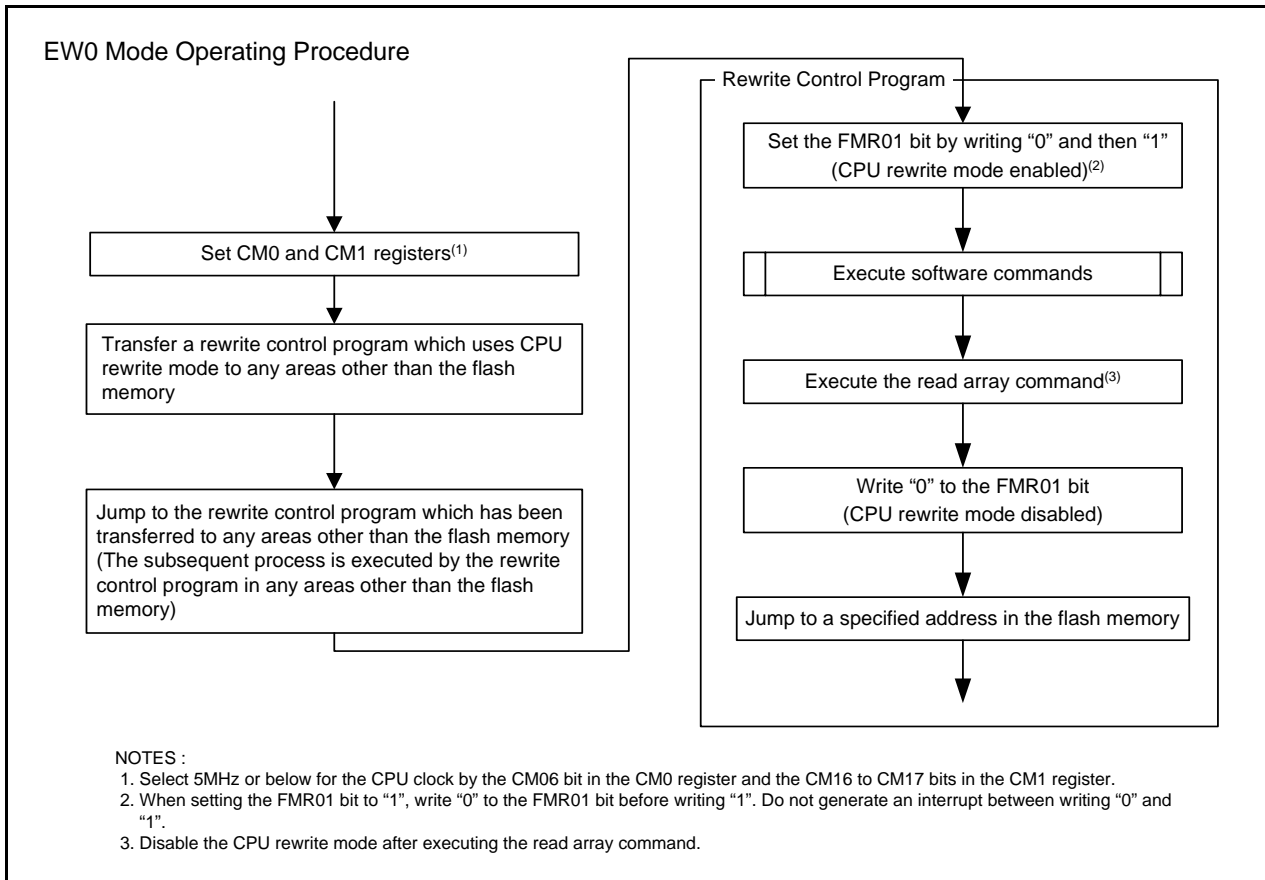 EW0 Mode Operating Procedure
Set CM0 and CM1 registers(1)
Transfer a rewrite control program which uses CPU
rewrite mode to any areas other than the flash
memory
Jump to the rewrite control program which has been
transferred to any areas other than the flash memory
(The subsequent process is executed by the rewrite
control program in any areas other than the flash
memory)
Rewrite Control Program
Set the FMR01 bit by writing “0” and then “1”
(CPU rewrite mode enabled)(2)
Execute software commands
Execute the read array command(3)
Write “0” to the FMR01 bit
(CPU rewrite mode disabled)
Jump to a specified address in the flash memory
NOTES :
1. Select 5MHz or below for the CPU clock by the CM06 bit in the CM0 register and the CM16 to CM17 bits in the CM1 register.
2. When setting the FMR01 bit to “1”, write “0” to the FMR01 bit before writing “1”. Do not generate an interrupt between writing “0” and
“1”.
3. Disable the CPU rewrite mode after executing the read array command.